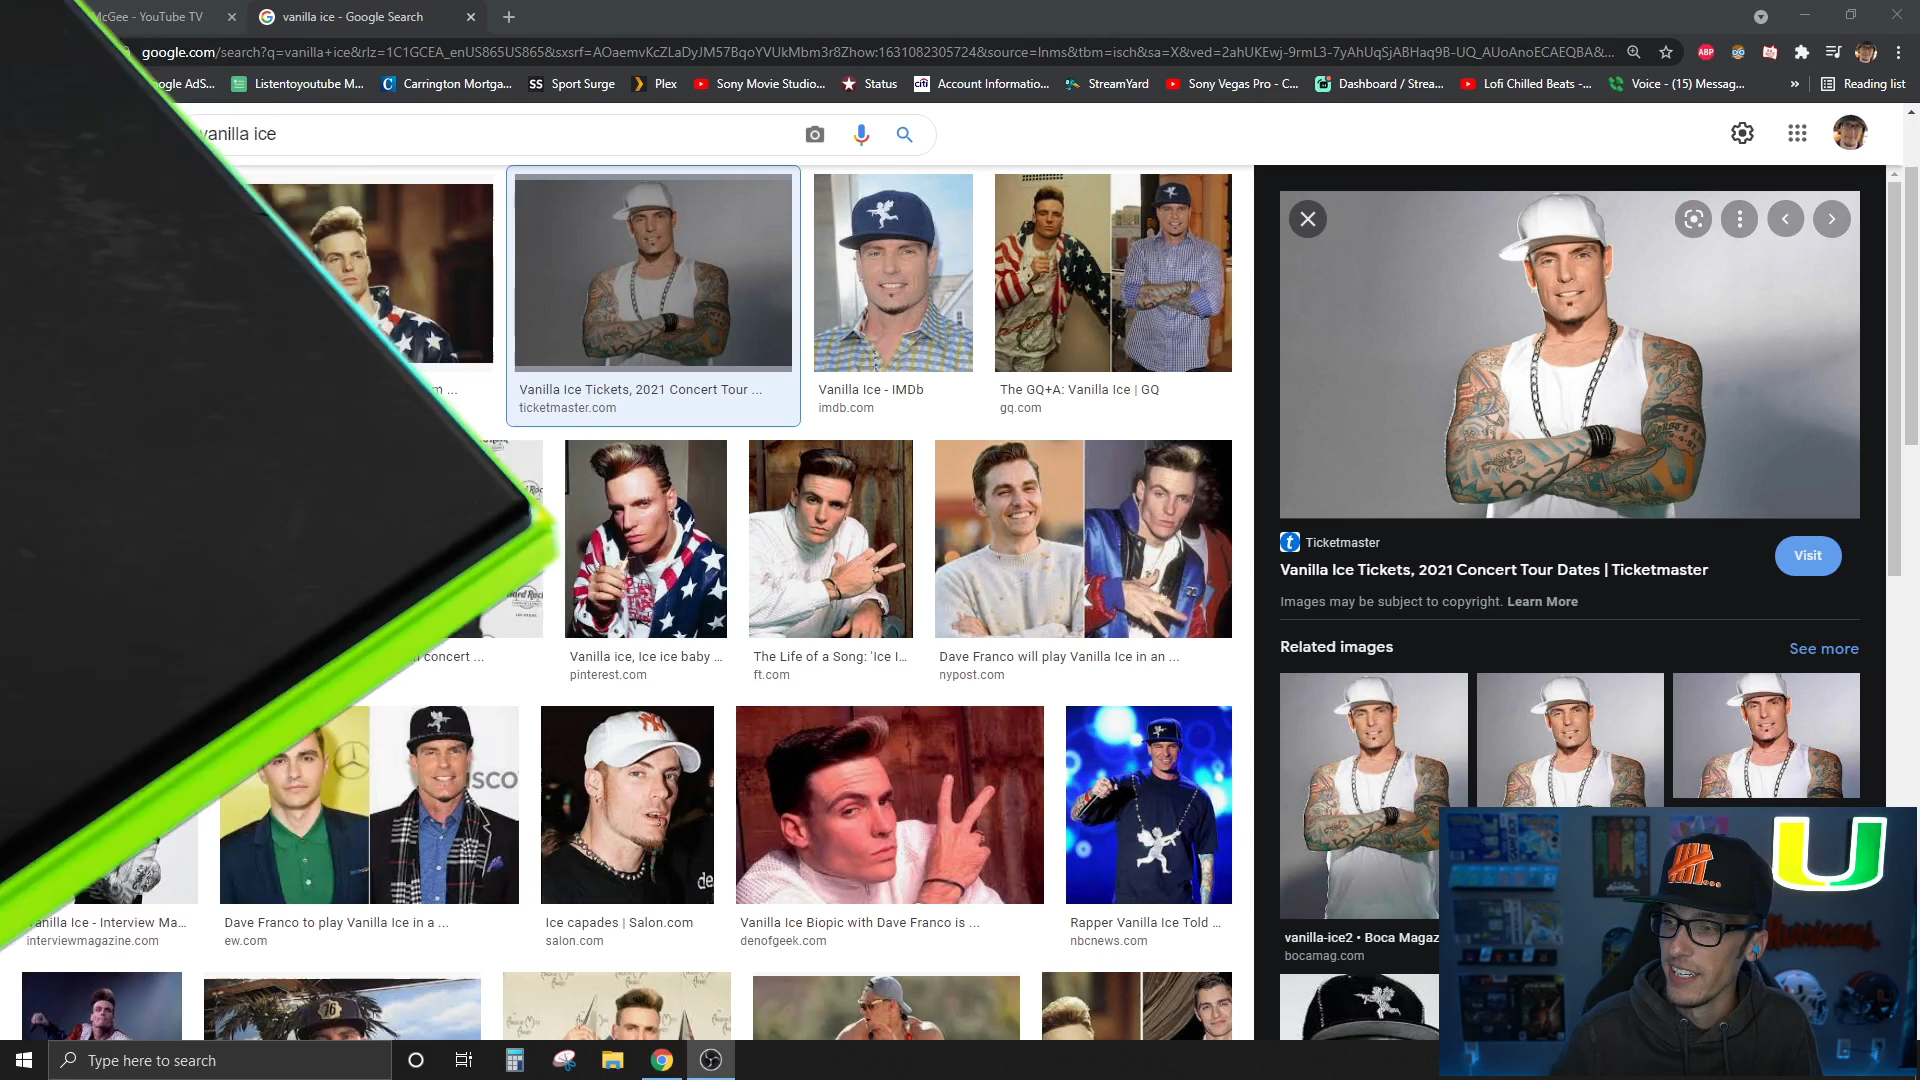 McGee - YouTube TV
vanilla ice - Google Search
google.com/search?q=vanilla+ice&rlz=1C1GCEA_enUS865US865&sxsrf=AOaemvKcZLaDyJM57BqoYVUkMbm3r8Zhow:1631082305724&source=lnms&tbm=isch&sa=X&ved=2ahUKEwj-9rmL3-7yAhUqSjABHaq9B-UQ_AUoAnoECAEQBA&...
ogle AdS...
Listentoyoutube M...
Carrington Mortga...
SS Sport Surge
Plex
Sony Movie Studio...
Status
citi Account Informatio...
StreamYard
Sony Vegas Pro - C...
Dashboard / Strea...
Lofi Chilled Beats -...
Voice - (15) Messag...
»
Reading list
ABP
vanilla ice
m ...
Vanilla Ice Tickets, 2021 Concert Tour ...
ticketmaster.com
Vanilla Ice - IMDb
imdb.com
The GQ+A: Vanilla Ice | GQ
gq.com
concert ...
Vanilla ice, Ice ice baby ...
pinterest.com
The Life of a Song: 'Ice I...
ft.com
Dave Franco will play Vanilla Ice in an ...
nypost.com
anilla Ice - Interview Ma...
interviewmagazine.com
Dave Franco to play Vanilla Ice in a ...
ew.com
Ice capades | Salon.com
salon.com
Vanilla Ice Biopic with Dave Franco is ...
denofgeek.com
Rapper Vanilla Ice Told ...
nbcnews.com
t Ticketmaster
Visit
Vanilla Ice Tickets, 2021 Concert Tour Dates | Ticketmaster
Images may be subject to copyright. Learn More
Related images
See more
vanilla-ice2 • Boca Magaz
bocamag.com
U
Type here to search